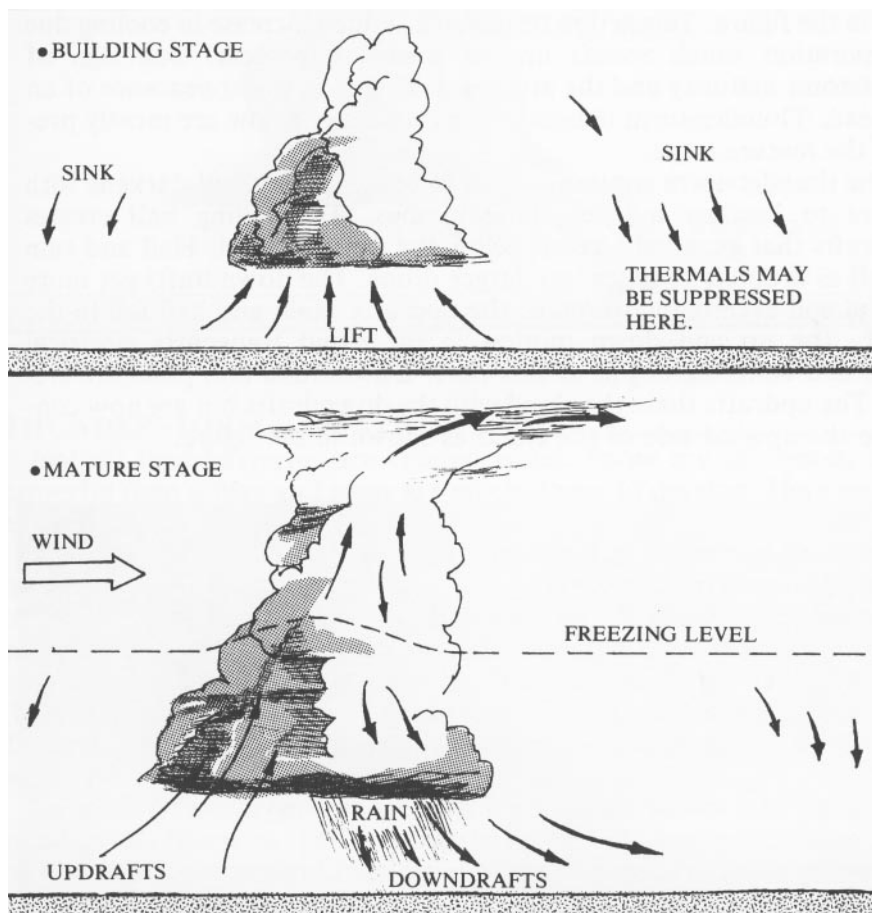 • BUILDING STAGE
SINK
SINK
THERMALS MAY
BE SUPPRESSED
HERE.
LIFT
• MATURE STAGE
WIND
FREEZING LEVEL
RAIN
UPDRAFTS
DOWNDRAFTS